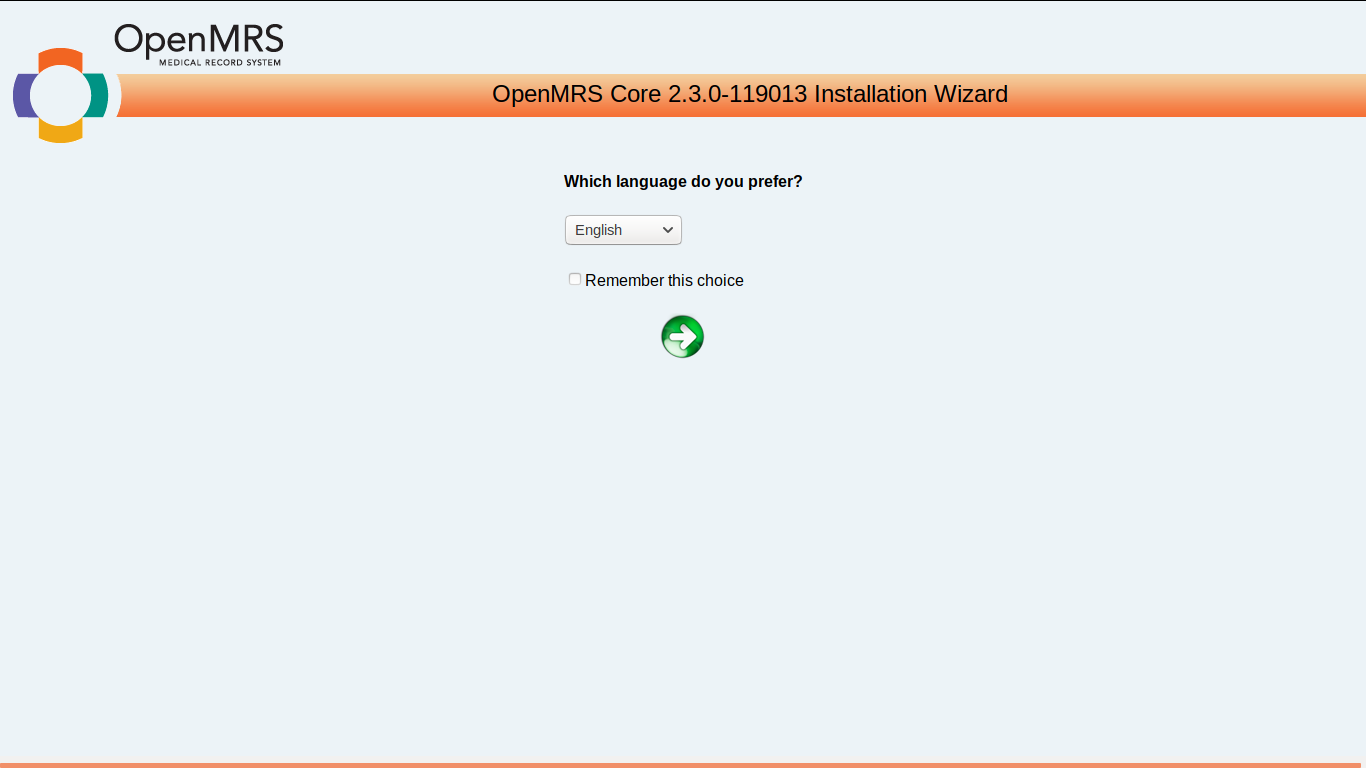 OpenMRS
MEDICAL RECORD SYSTEM
OpenMRS Core 2.3.0-119013 Installation Wizard
Which language do you prefer?
English
Remember this choice